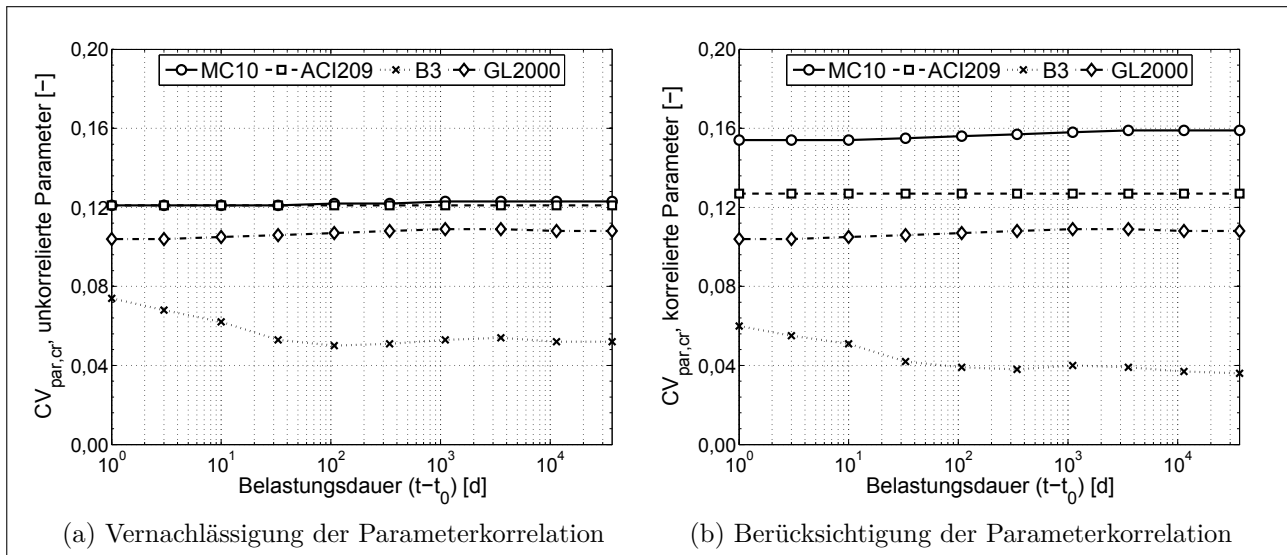 CV_par,cr, unkorrelierte Parameter [−]
0,20
0,16
0,12
0,08
0,04
0,00
MC10 ACI209 B3 GL2000
10^0 10^1 10^2 10^3 10^4
Belastungsdauer (t−t_0) [d]
(a) Vernachlässigung der Parameterkorrelation
CV_par,cr, korrelierte Parameter [−]
0,20
0,16
0,12
0,08
0,04
0,00
MC10 ACI209 B3 GL2000
10^0 10^1 10^2 10^3 10^4
Belastungsdauer (t−t_0) [d]
(b) Berücksichtigung der Parameterkorrelation